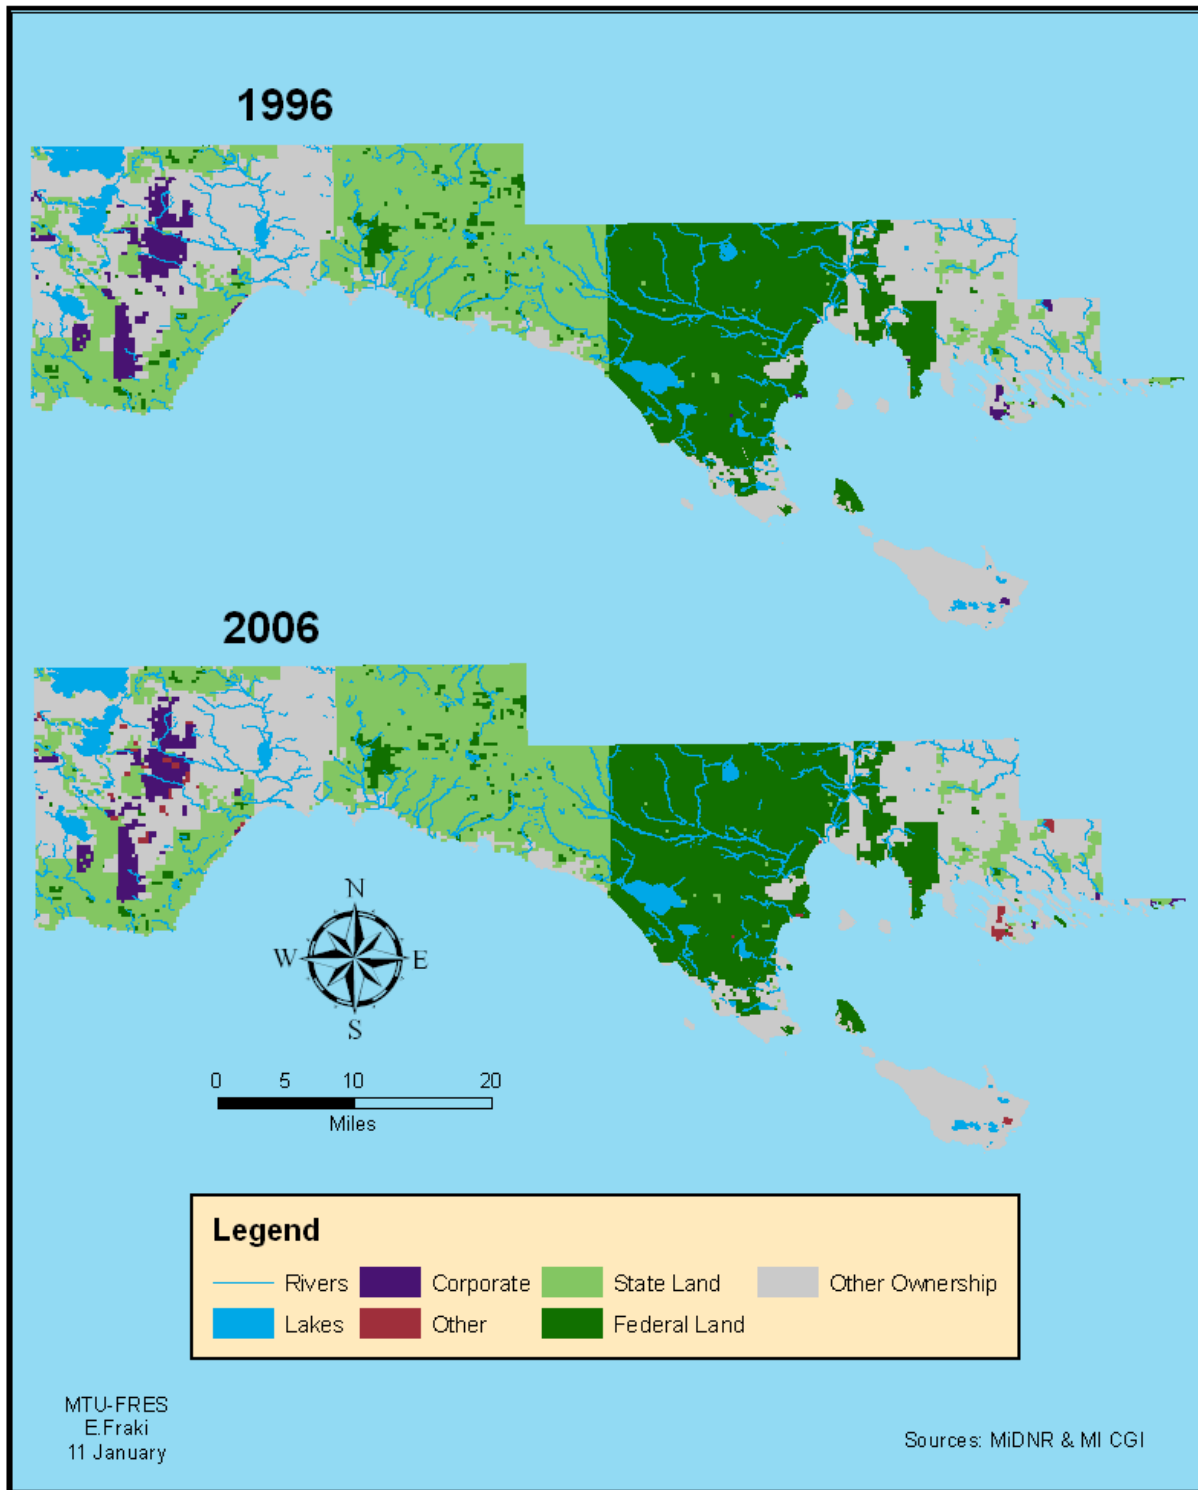 1996
2006
N
W E
S
0 5 10 20
Miles
Legend
Rivers Corporate State Land Other Ownership
Lakes Other Federal Land
MTU-FRES
E.Fraki
11 January
Sources: MiDNR & MI CGI